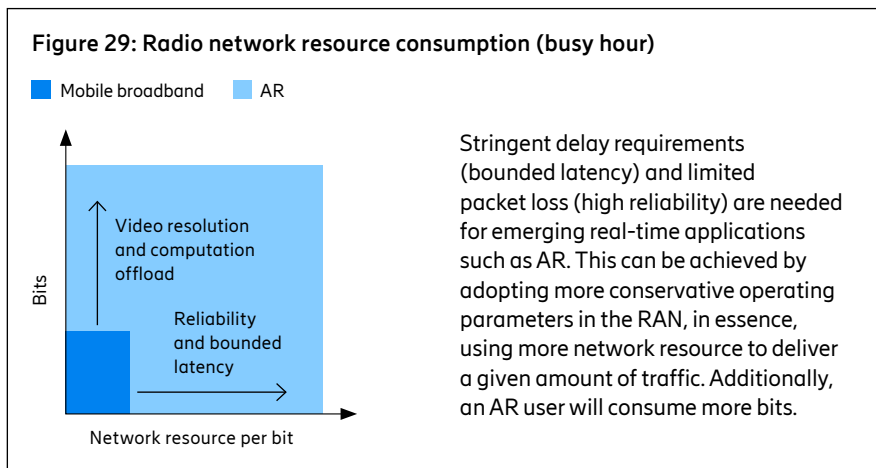 Figure 29: Radio network resource consumption (busy hour)
Mobile broadband
AR
Bits
Video resolution
and computation
offload
Reliability
and bounded
latency
Network resource per bit
Stringent delay requirements
(bounded latency) and limited
packet loss (high reliability) are needed
for emerging real-time applications
such as AR. This can be achieved by
adopting more conservative operating
parameters in the RAN, in essence,
using more network resource to deliver
a given amount of traffic. Additionally,
an AR user will consume more bits.